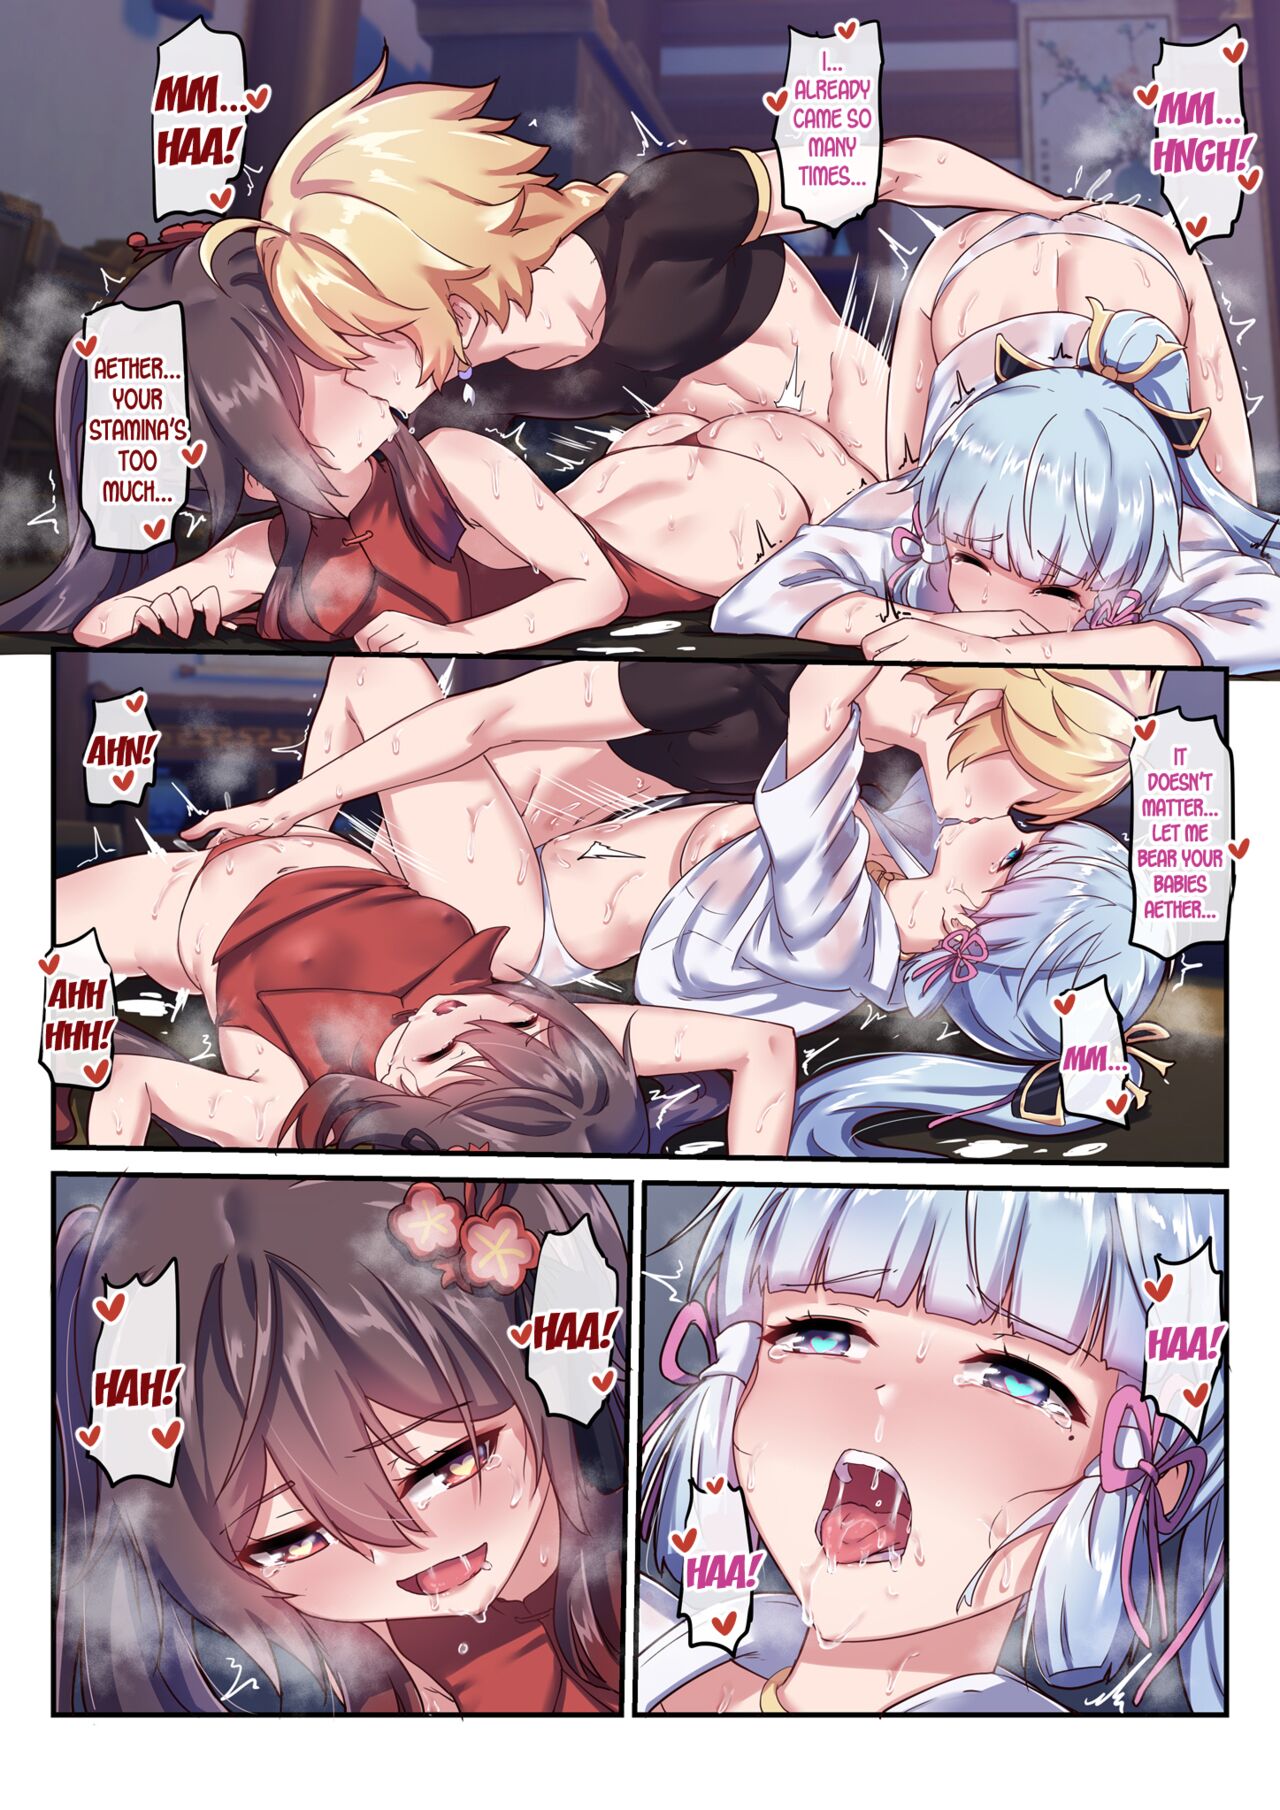 MM...
HAA!
I...
ALREADY
CAME SO
MANY
TIMES...
MM...
HNGH!
AETHER...
YOUR
STAMINA'S
TOO
MUCH...
AHN!
IT
DOESN'T
MATTER...
LET ME
BEAR YOUR
BABIES
AETHER...
AHH
HHH!
MM...
HAA!
HAH!
HAA!
HAA!